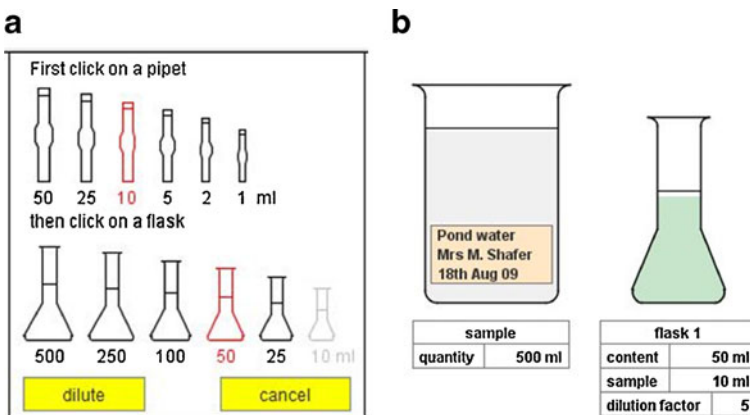 a
First click on a pipet
50 25 10 5 2 1 ml
then click on a flask
500 250 100 50 25 10 ml
dilute cancel
b
Pond water
Mrs M. Shafer
18th Aug 09
sample
quantity 500 ml
flask 1
content 50 ml
sample 10 ml
dilution factor 5